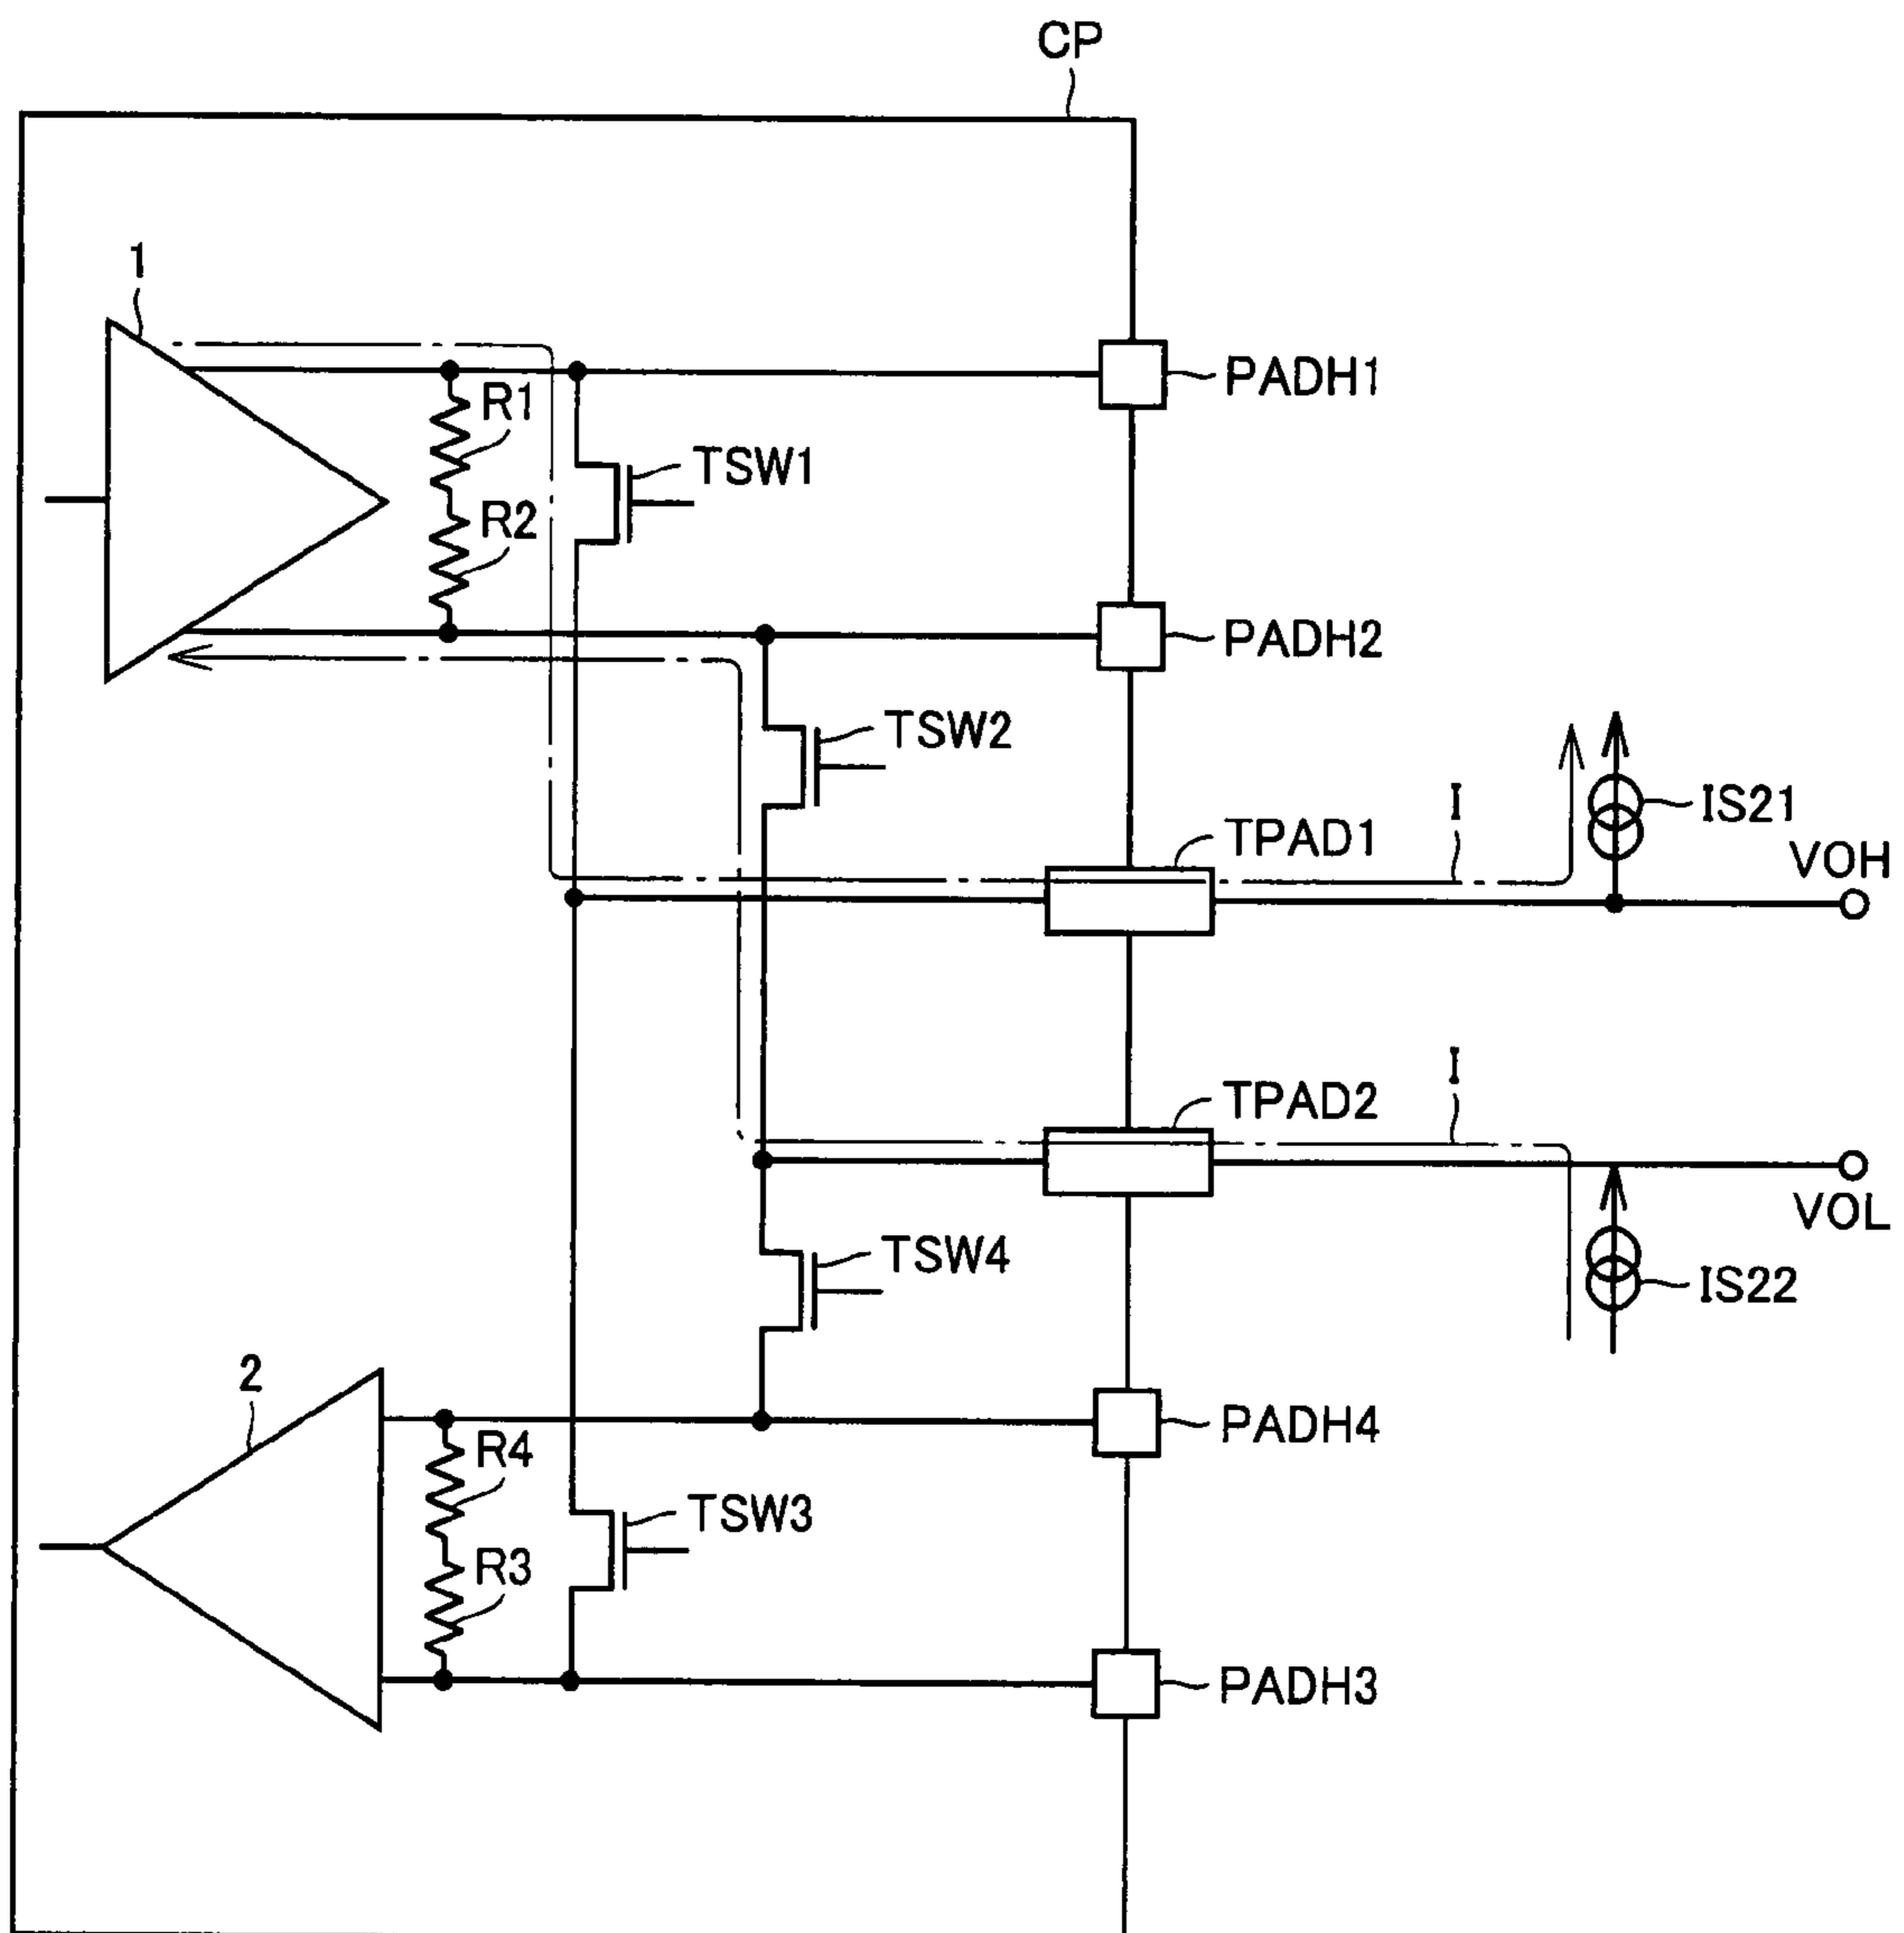 CP
1
R1
PADH1
TSW1
R2
PADH2
TSW2
IS21
I
TPAD1
VOH
I
TPAD2
VOL
TSW4
IS22
2
PADH4
R4
TSW3
R3
PADH3